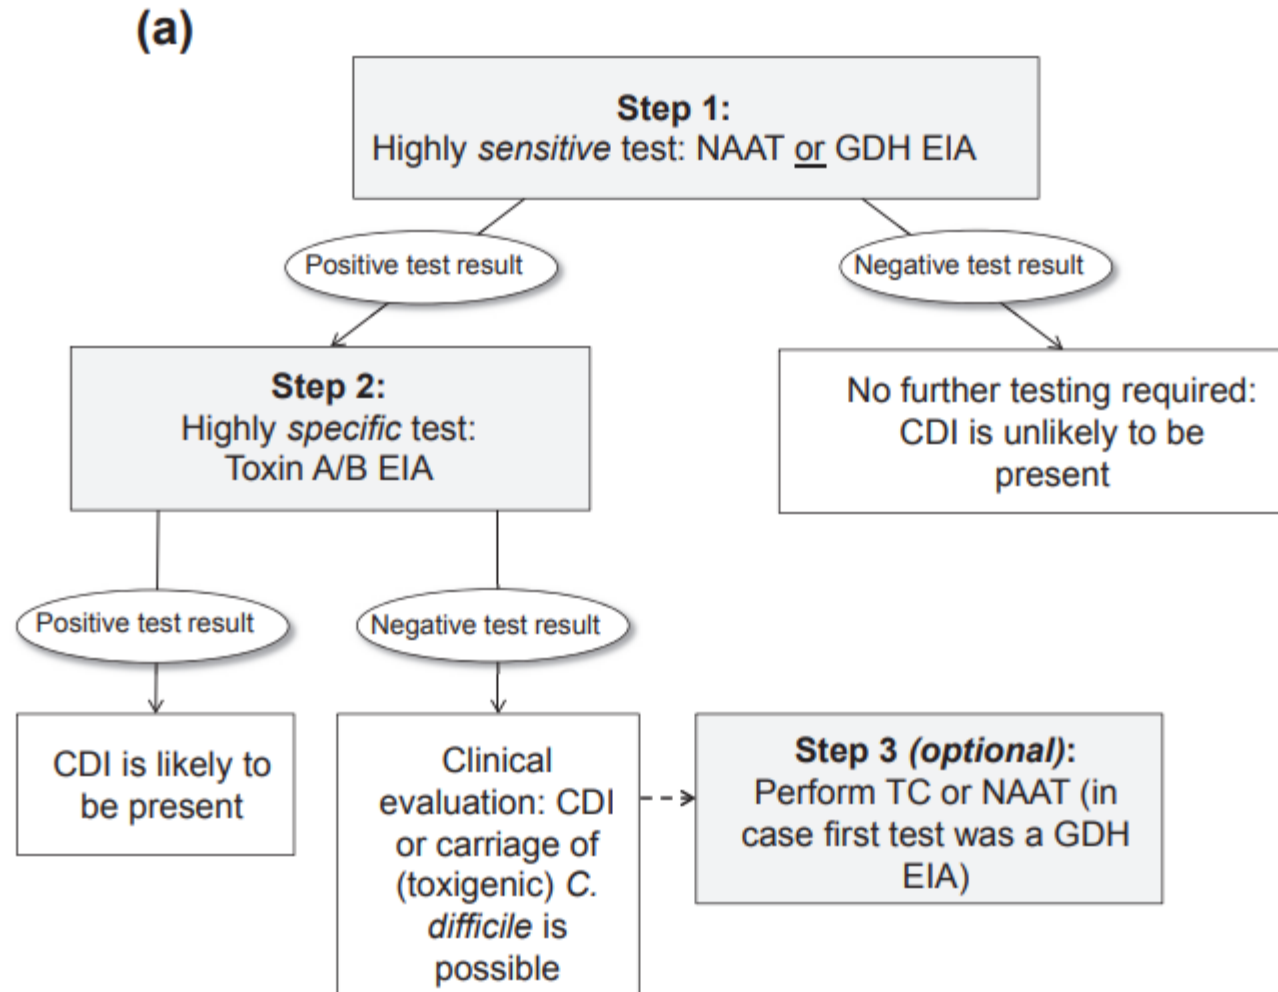 (a)
Step 1:
Highly sensitive test: NAAT or GDH EIA
Positive test result
Negative test result
Step 2:
Highly specific test:
Toxin A/B EIA
No further testing required:
CDI is unlikely to be
present
Positive test result
Negative test result
CDI is likely to
be present
Clinical
evaluation: CDI
or carriage of
(toxigenic) C.
difficile is
possible
Step 3 (optional):
Perform TC or NAAT (in
case first test was a GDH
EIA)